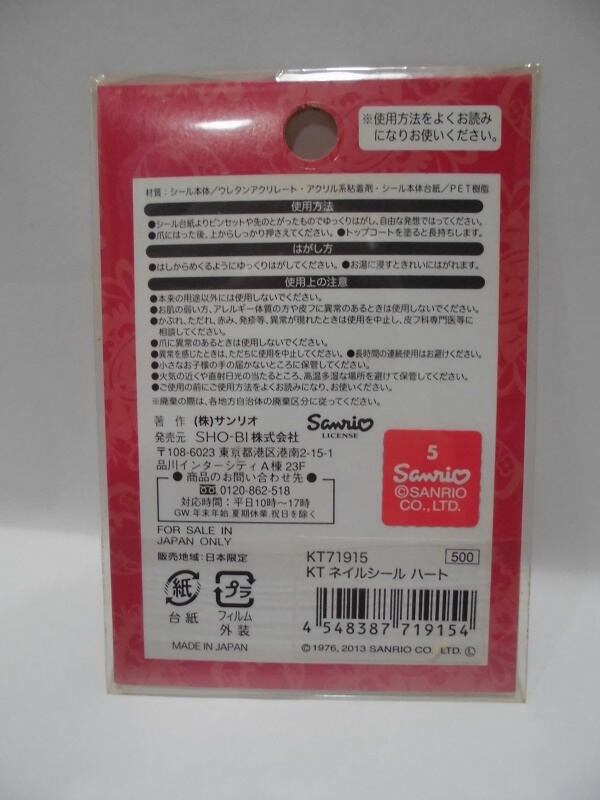 ※使用方法をよくお読み
になりお使いください。
材質：シール本体／ウレタンアクリレート・アクリル系粘着剤・シール本体台紙／PET樹脂
使用方法
●シール台紙よりピンセットや先のとがったものでゆっくりはがし、自由な発想ではってください。
●爪にはった後、上からしっかり押さえてください。●トップコートを塗ると長持ちします。
はがし方
●はしからめくるようにゆっくりはがしてください。●お湯に浸すときれいにはがれます。
使用上の注意
●本来の用途以外には使用しないでください。
●お肌の弱い方、アレルギー体質の方や皮フに異常のあるときは使用しないでください。
●かぶれ、ただれ、赤み、発疹等、異常が現れたときは使用を中止し、皮フ科専門医等に
相談してください。
●爪に異常のあるときは使用しないでください。
●異常を感じたときは、ただちに使用を中止してください。●長時間の連続使用はお避けください。
●小さなお子様の手の届かないところに保管してください。
●火気の近くや直射日光の当たるところ、高温多湿な場所を避けて保管してください。
●ご使用の前にご使用方法をよくお読みになり、お使いください。
※廃棄の際は、各地方自治体の廃棄区分に従ってください。
著 作 (株)サンリオ
Sanrio
LICENSE
発売元 SHO-BI株式会社
〒108-6023 東京都港区港南2-15-1
品川インターシティA棟 23F
● 商品のお問い合わせ先 ●
0120-862-518
対応時間：平日10時〜17時
GW.年末年始.夏期休業.祝日を除く
5
Sanrio
©SANRIO
CO., LTD.
FOR SALE IN
JAPAN ONLY
販売地域：日本限定
KT71915
500
KT ネイルシール ハート
紙
プラ
台紙
フィルム
外装
4 548387 719154
MADE IN JAPAN
©1976, 2013 SANRIO CO., LTD. Ⓛ